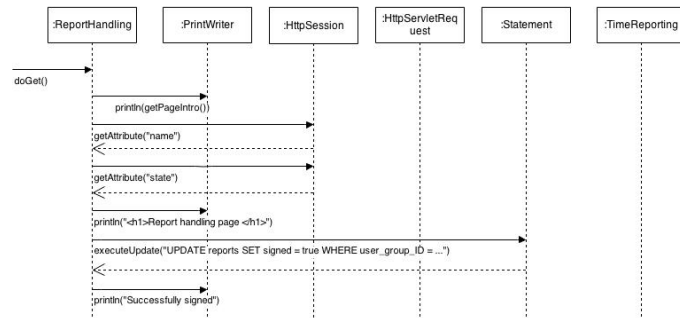 :ReportHandling
:PrintWriter
:HttpSession
:HttpServletReq
uest
:Statement
:TimeReporting
doGet()
println(getPageIntro())
getAttribute("name")
getAttribute("state")
println("<h1>Report handling page </h1>")
executeUpdate("UPDATE reports SET signed = true WHERE user_group_ID = ...")
println("Successfully signed")